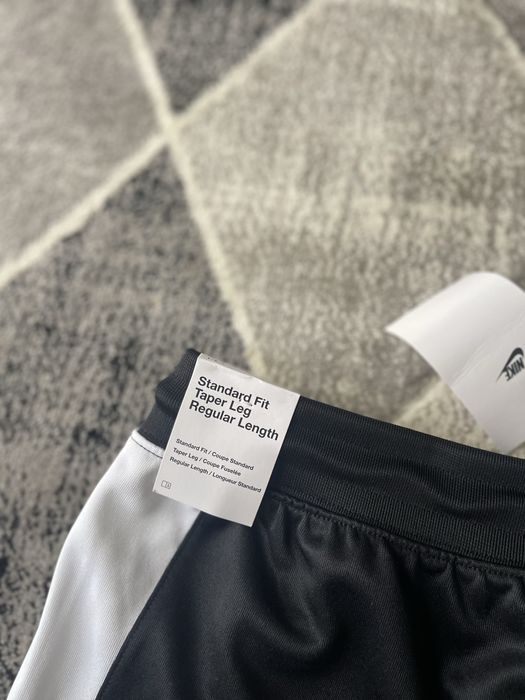 Standard Fit
Taper Leg
Regular Length
Standard Fit / Coupe Standard
Taper Leg / Coupe Fuselée
Regular Length / Longueur Standard
NIKE